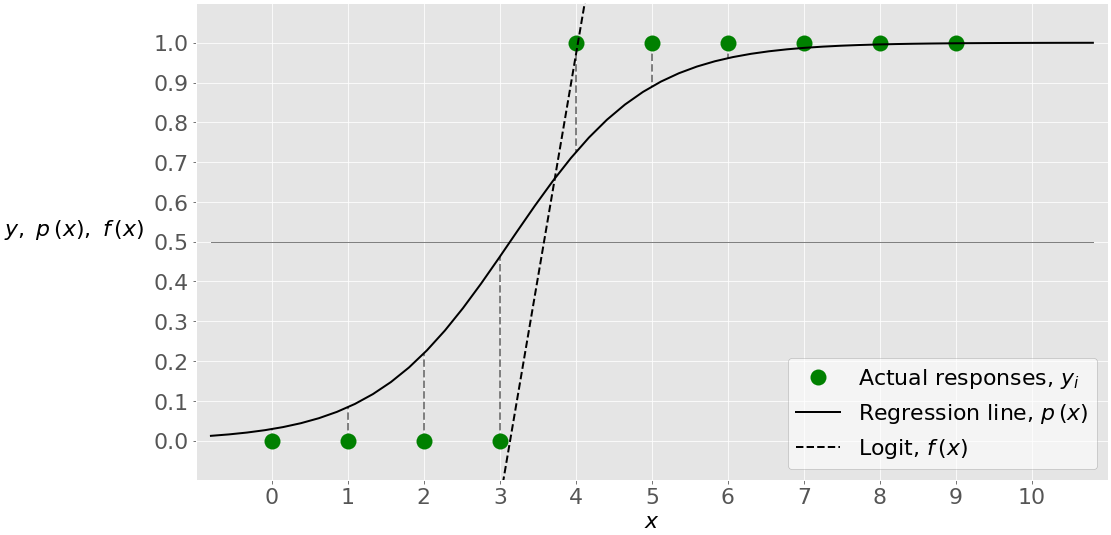 1.0
0.9
0.8
0.7
0.6
y, p(x), f(x)
0.5
0.4
0.3
0.2
0.1
0.0
0 1 2 3 4 5 6 7 8 9 10
x
Actual responses, yᵢ
Regression line, p(x)
Logit, f(x)